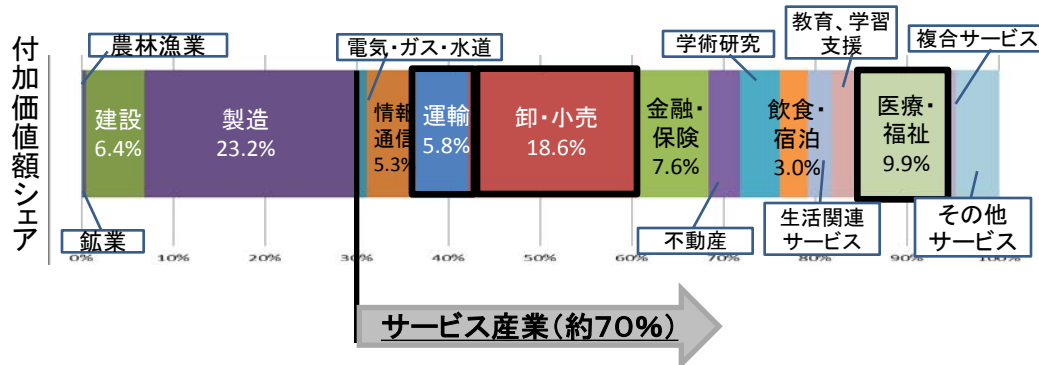 付加価値額シェア
農林漁業
電気・ガス・水道
学術研究
教育、学習
支援
複合サービス
建設
6.4%
製造
23.2%
情報
通信
5.3%
運輸
5.8%
卸・小売
18.6%
金融・
保険
7.6%
飲食・
宿泊
3.0%
医療・
福祉
9.9%
鉱業
不動産
生活関連
サービス
その他
サービス
0%
10%
20%
30%
40%
50%
60%
70%
80%
90%
100%
サービス産業(約70%)